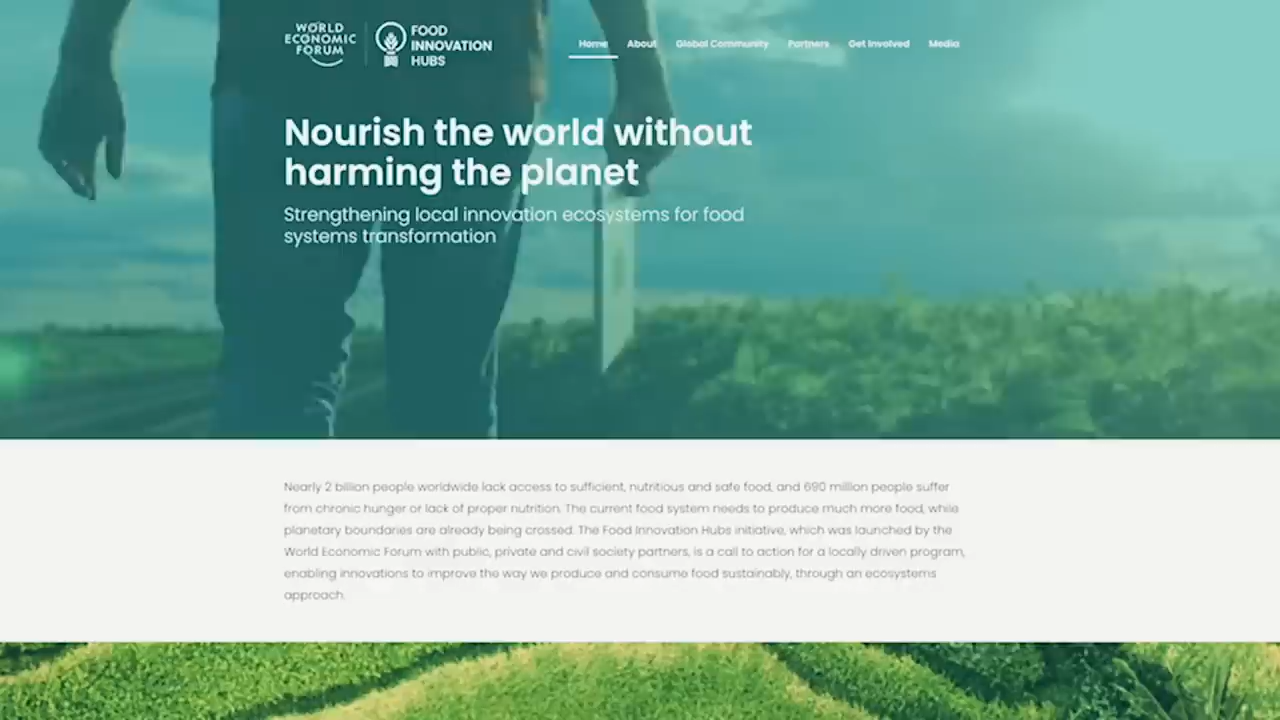 WORLD
ECONOMIC
FORUM
FOOD
INNOVATION
HUBS
Home About Global Community Partners Get Involved Media
Nourish the world without
harming the planet
Strengthening local innovation ecosystems for food
systems transformation
Nearly 2 billion people worldwide lack access to sufficient, nutritious and safe food, and 690 million people suffer
from chronic hunger or lack of proper nutrition. The current food system needs to produce much more food, while
planetary boundaries are already being crossed. The Food Innovation Hubs initiative, which was launched by the
World Economic Forum with public, private and civil society partners, is a call to action for a locally driven program,
enabling innovations to improve the way we produce and consume food sustainably, through an ecosystems
approach.